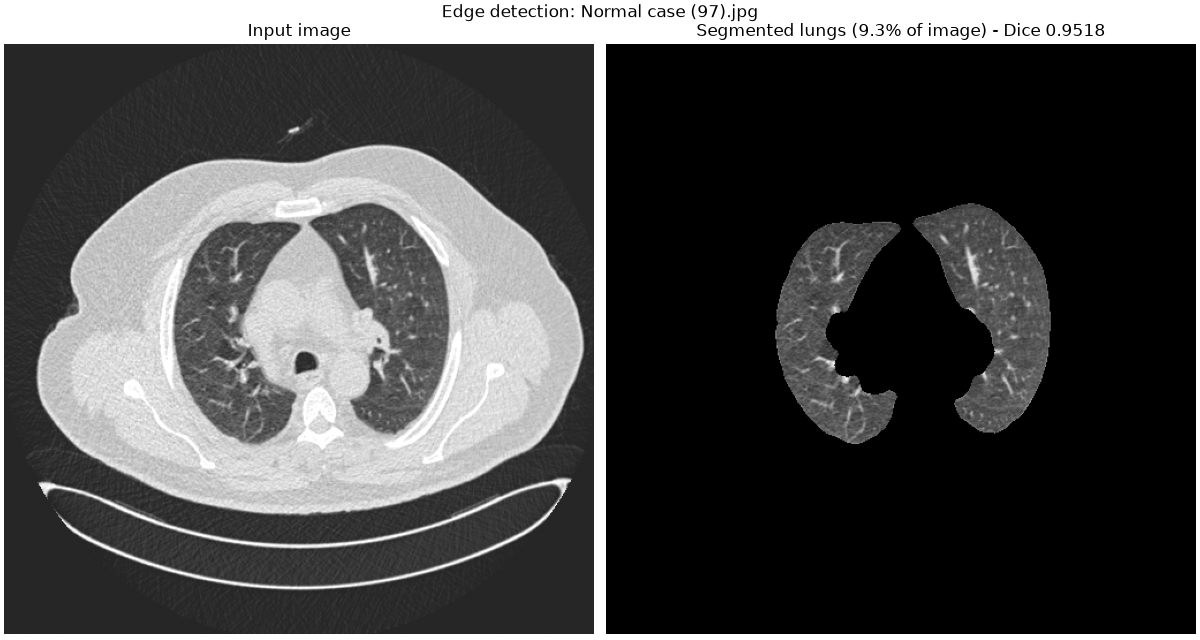 Edge detection: Normal case (97).jpg
Input image
Segmented lungs (9.3% of image) - Dice 0.9518